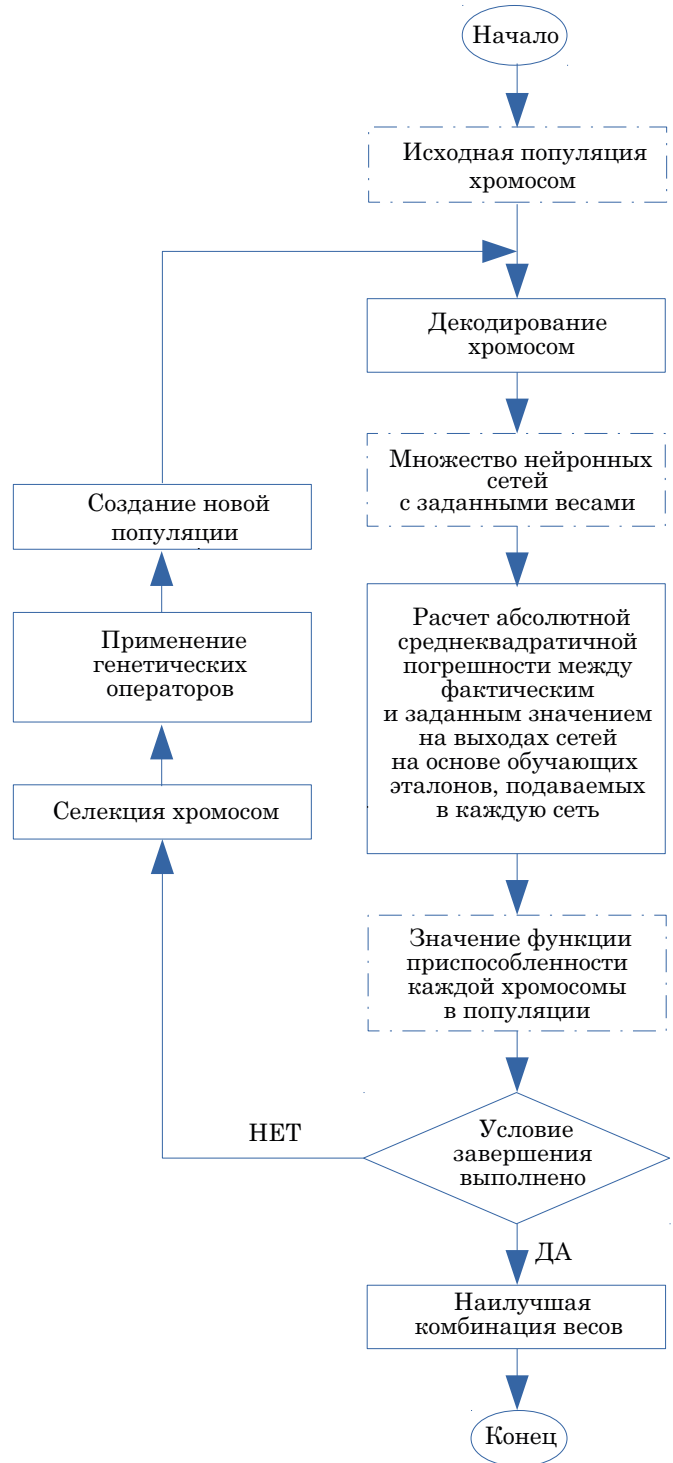 Начало
Исходная популяция
хромосом
Декодирование
хромосом
Множество нейронных
сетей
с заданными весами
Создание новой
популяции
Применение
генетических
операторов
Селекция хромосом
Расчет абсолютной
среднеквадратичной
погрешности между
фактическим
и заданным значением
на выходах сетей
на основе обучающих
эталонов, подаваемых
в каждую сеть
Значение функции
приспособленности
каждой хромосомы
в популяции
Условие
завершения
выполнено
НЕТ
ДА
Наилучшая
комбинация весов
Конец